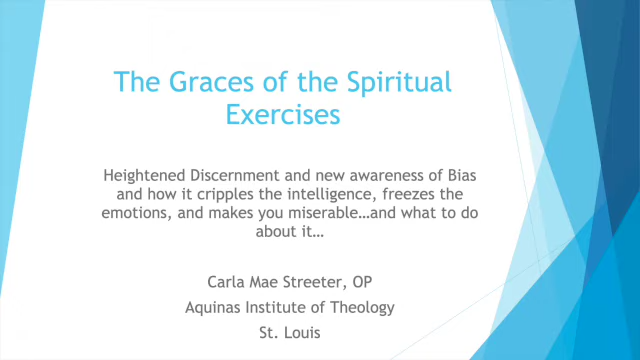 The Graces of the Spiritual
Exercises
Heightened Discernment and new awareness of Bias
and how it cripples the intelligence, freezes the
emotions, and makes you miserable…and what to do
about it…
Carla Mae Streeter, OP
Aquinas Institute of Theology
St. Louis